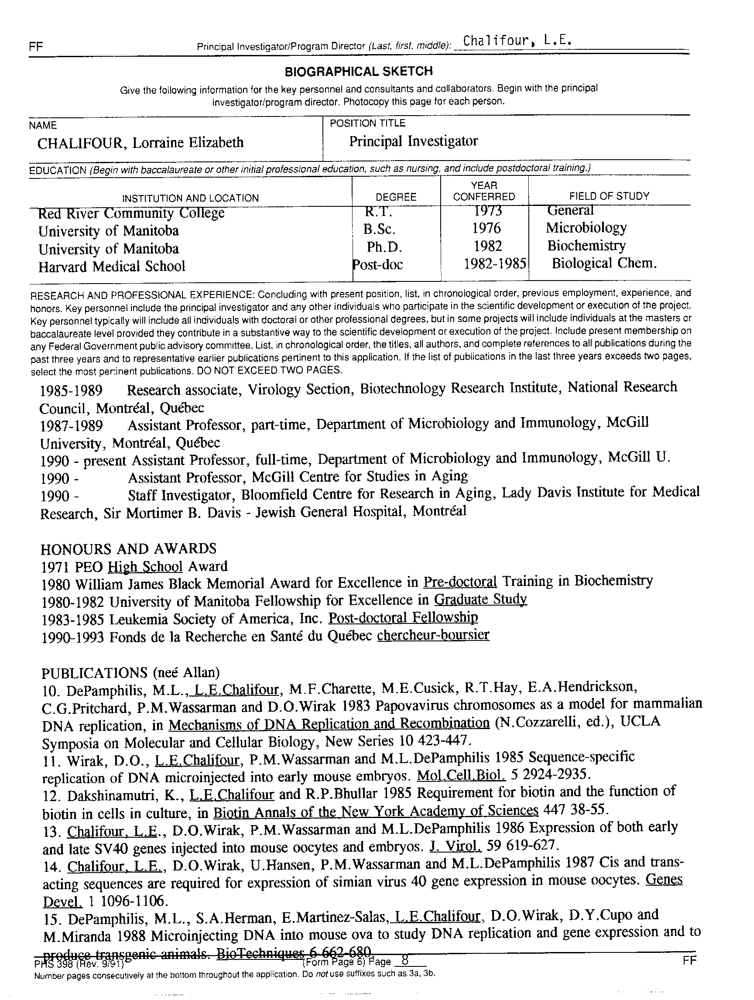 FF Principal Investigator/Program Director (Last, first, middle): Chalifour, L.E.
BIOGRAPHICAL SKETCH
Give the following information for the key personnel and consultants and collaborators. Begin with the principal
investigator/program director. Photocopy this page for each person.
NAME POSITION TITLE
CHALIFOUR, Lorraine Elizabeth Principal Investigator
EDUCATION (Begin with baccalaureate or other initial professional education, such as nursing, and include postdoctoral training.)
INSTITUTION AND LOCATION DEGREE YEAR CONFERRED FIELD OF STUDY
Red River Community College R.T. 1973 General
University of Manitoba B.Sc. 1976 Microbiology
University of Manitoba Ph.D. 1982 Biochemistry
Harvard Medical School Post-doc 1982-1985 Biological Chem.
RESEARCH AND PROFESSIONAL EXPERIENCE: Concluding with present position, list, in chronological order, previous employment, experience, and
honors. Key personnel include the principal investigator and any other individuals who participate in the scientific development or execution of the project.
Key personnel typically will include all individuals with doctoral or other professional degrees, but in some projects will include individuals at the masters or
baccalaureate level provided they contribute in a substantive way to the scientific development or execution of the project. Include present membership on
any Federal Government public advisory committee. List, in chronological order, the titles, all authors, and complete references to all publications during the
past three years and to representative earlier publications pertinent to this application. If the list of publications in the last three years exceeds two pages,
select the most pertinent publications. DO NOT EXCEED TWO PAGES.
1985-1989 Research associate, Virology Section, Biotechnology Research Institute, National Research
Council, Montréal, Québec
1987-1989 Assistant Professor, part-time, Department of Microbiology and Immunology, McGill
University, Montréal, Québec
1990 - present Assistant Professor, full-time, Department of Microbiology and Immunology, McGill U.
1990 - Assistant Professor, McGill Centre for Studies in Aging
1990 - Staff Investigator, Bloomfield Centre for Research in Aging, Lady Davis Institute for Medical
Research, Sir Mortimer B. Davis - Jewish General Hospital, Montréal
HONOURS AND AWARDS
1971 PEO High School Award
1980 William James Black Memorial Award for Excellence in Pre-doctoral Training in Biochemistry
1980-1982 University of Manitoba Fellowship for Excellence in Graduate Study
1983-1985 Leukemia Society of America, Inc. Post-doctoral Fellowship
1990-1993 Fonds de la Recherche en Santé du Québec chercheur-boursier
PUBLICATIONS (neé Allan)
10. DePamphilis, M.L., L.E.Chalifour, M.F.Charette, M.E.Cusick, R.T.Hay, E.A.Hendrickson,
C.G.Pritchard, P.M.Wassarman and D.O.Wirak 1983 Papovavirus chromosomes as a model for mammalian
DNA replication, in Mechanisms of DNA Replication and Recombination (N.Cozzarelli, ed.), UCLA
Symposia on Molecular and Cellular Biology, New Series 10 423-447.
11. Wirak, D.O., L.E.Chalifour, P.M.Wassarman and M.L.DePamphilis 1985 Sequence-specific
replication of DNA microinjected into early mouse embryos. Mol.Cell.Biol. 5 2924-2935.
12. Dakshinamutri, K., L.E.Chalifour and R.P.Bhullar 1985 Requirement for biotin and the function of
biotin in cells in culture, in Biotin Annals of the New York Academy of Sciences 447 38-55.
13. Chalifour, L.E., D.O.Wirak, P.M.Wassarman and M.L.DePamphilis 1986 Expression of both early
and late SV40 genes injected into mouse oocytes and embryos. J. Virol. 59 619-627.
14. Chalifour, L.E., D.O.Wirak, U.Hansen, P.M.Wassarman and M.L.DePamphilis 1987 Cis and trans-
acting sequences are required for expression of simian virus 40 gene expression in mouse oocytes. Genes
Devel. 1 1096-1106.
15. DePamphilis, M.L., S.A.Herman, E.Martinez-Salas, L.E.Chalifour, D.O.Wirak, D.Y.Cupo and
M.Miranda 1988 Microinjecting DNA into mouse ova to study DNA replication and gene expression and to
produce transgenic animals. BioTechniques 6 662-680.
PHS 398 (Rev. 9/91) (Form Page 6) Page 8 FF
Number pages consecutively at the bottom throughout the application. Do not use suffixes such as 3a, 3b.